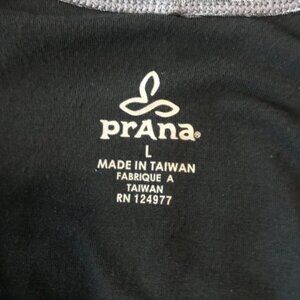 prAna®
L
MADE IN TAIWAN
FABRIQUE A
TAIWAN
RN 124977